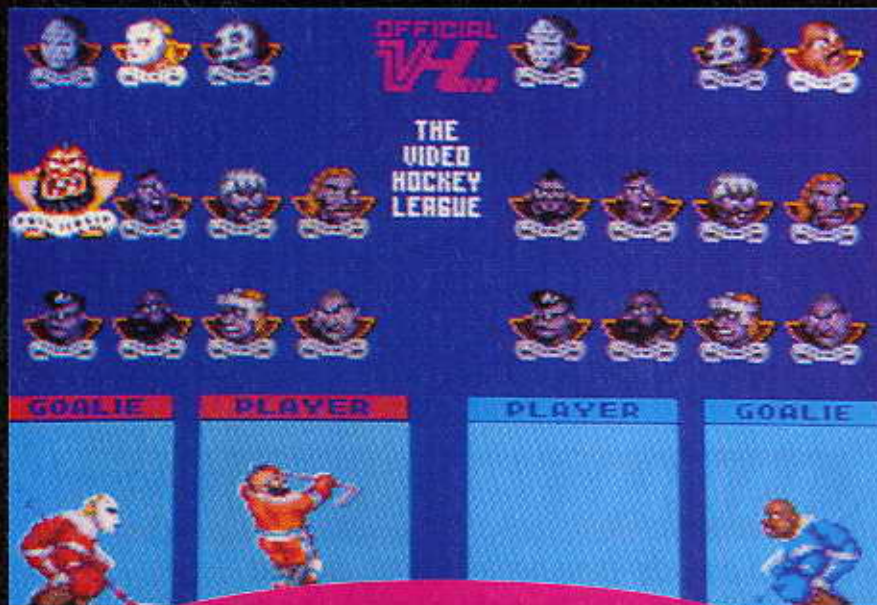 OFFICIAL
VHL
THE
VIDEO
HOCKEY
LEAGUE
GOALIE
PLAYER
PLAYER
GOALIE